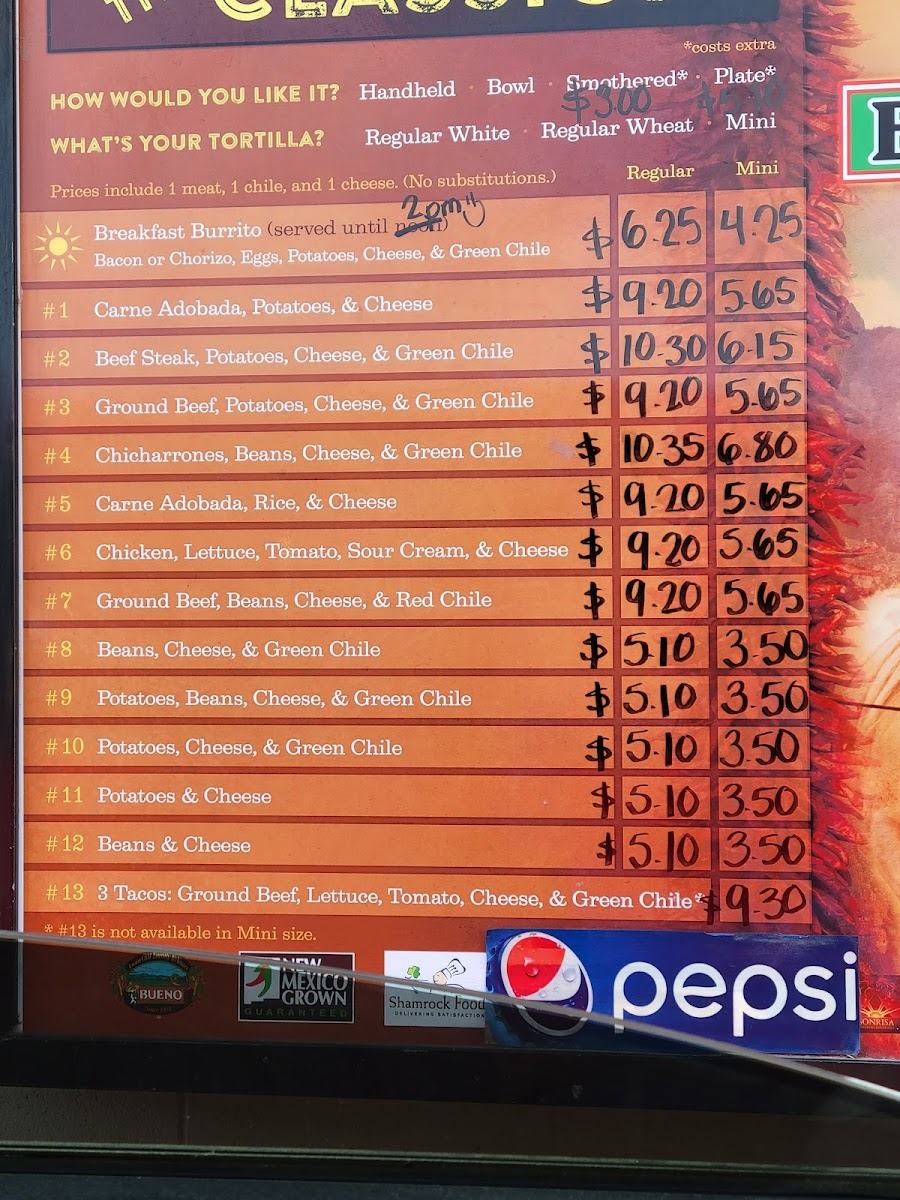 *costs extra
HOW WOULD YOU LIKE IT? Handheld · Bowl · Smothered* · Plate*
$3.00
WHAT'S YOUR TORTILLA? Regular White · Regular Wheat · Mini
Prices include 1 meat, 1 chile, and 1 cheese. (No substitutions.) Regular Mini
2pm
Breakfast Burrito (served until noon) $ 6.25 4.25
Bacon or Chorizo, Eggs, Potatoes, Cheese, & Green Chile
#1 Carne Adobada, Potatoes, & Cheese $ 9.20 5.65
#2 Beef Steak, Potatoes, Cheese, & Green Chile $ 10.30 6.15
#3 Ground Beef, Potatoes, Cheese, & Green Chile $ 9.20 5.65
#4 Chicharrones, Beans, Cheese, & Green Chile $ 10.35 6.80
#5 Carne Adobada, Rice, & Cheese $ 9.20 5.65
#6 Chicken, Lettuce, Tomato, Sour Cream, & Cheese $ 9.20 5.65
#7 Ground Beef, Beans, Cheese, & Red Chile $ 9.20 5.65
#8 Beans, Cheese, & Green Chile $ 5.10 3.50
#9 Potatoes, Beans, Cheese, & Green Chile $ 5.10 3.50
#10 Potatoes, Cheese, & Green Chile $ 5.10 3.50
#11 Potatoes & Cheese $ 5.10 3.50
#12 Beans & Cheese $ 5.10 3.50
#13 3 Tacos: Ground Beef, Lettuce, Tomato, Cheese, & Green Chile* $ 9.30
* #13 is not available in Mini size.
BUENO
NEW
MEXICO
GROWN
GUARANTEED
Shamrock Food
DELIVERING SATISFACTION
pepsi